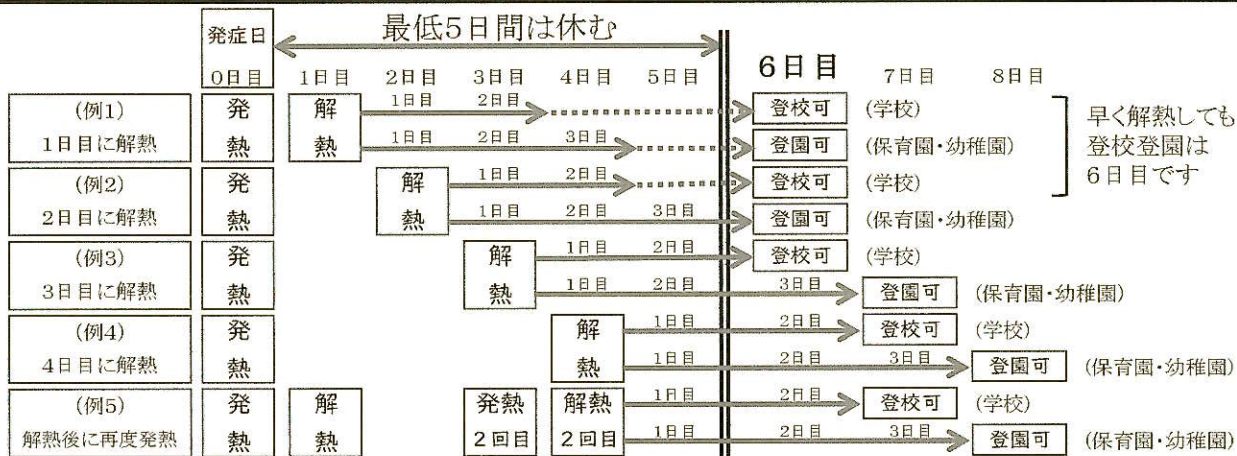 発症日
最低5日間は休む
0日目 1日目 2日目 3日目 4日目 5日目 6日目 7日目 8日目
(例1) 発 解 1日目 2日目 登校可 (学校)
1日目に解熱 熱 熱 1日目 2日目 3日目 登園可 (保育園・幼稚園)
(例2) 発 解 1日目 2日目 登校可 (学校)
2日目に解熱 熱 熱 1日目 2日目 3日目 登園可 (保育園・幼稚園)
早く解熱しても
登校登園は
6日目です
(例3) 発 解 1日目 2日目 登校可 (学校)
3日目に解熱 熱 熱 1日目 2日目 3日目 登園可 (保育園・幼稚園)
(例4) 発 解 1日目 2日目 登校可 (学校)
4日目に解熱 熱 熱 1日目 2日目 3日目 登園可 (保育園・幼稚園)
(例5) 発 解 発熱 解熱 1日目 2日目 登校可 (学校)
解熱後に再度発熱 熱 熱 2回目 2回目 1日目 2日目 3日目 登園可 (保育園・幼稚園)